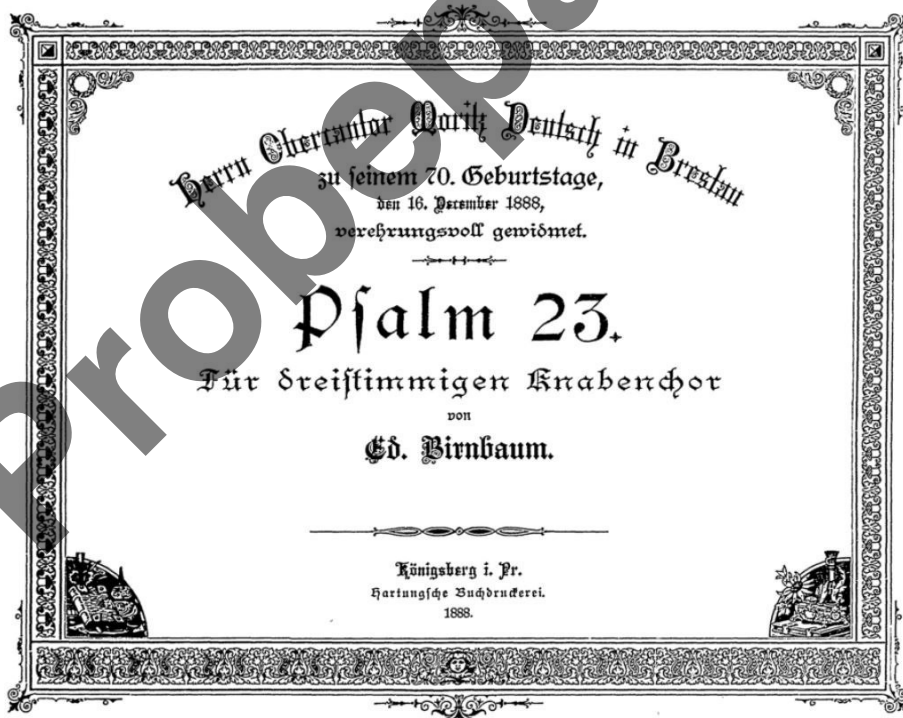 Herrn Obercantor Moritz Deutsch in Breslau
zu seinem 70. Geburtstage,
den 16. December 1888,
verehrungsvoll gewidmet.
Psalm 23.
Für dreistimmigen Knabenchor
von
Ed. Birnbaum.
Königsberg i. Pr.
Hartungsche Buchdruckerei.
1888.